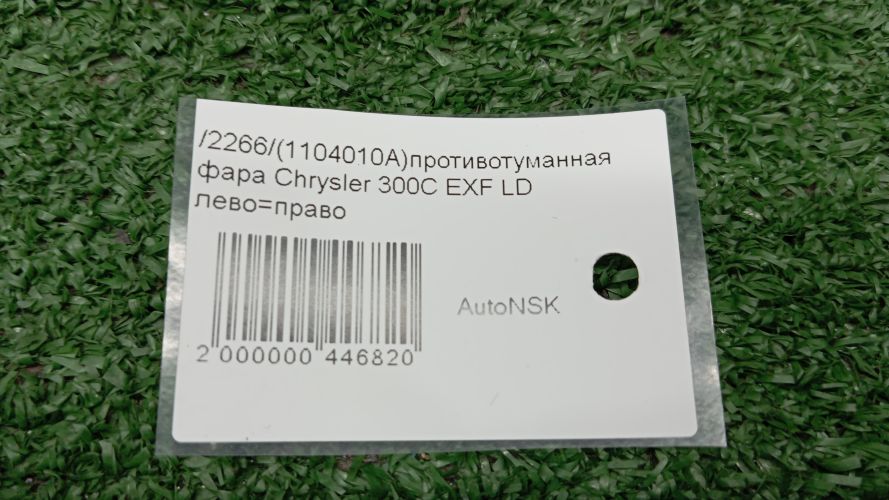 /2266/(1104010A)противотуманная
фара Chrysler 300C EXF LD
лево=право
AutoNSK
2 000000 446820